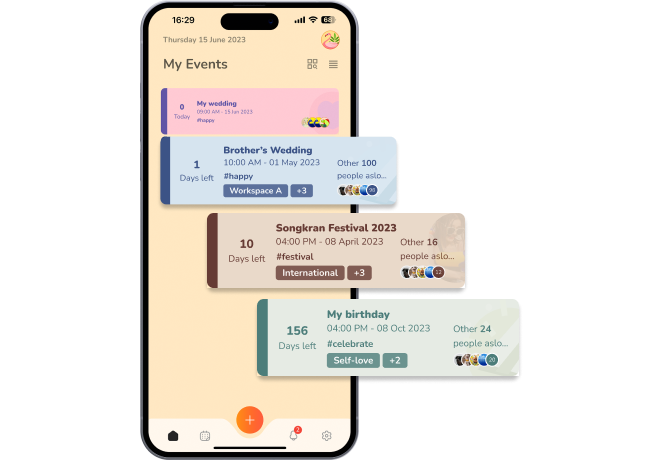 16:29
68
Thursday 15 June 2023
My Events
0
Today
My wedding
09:00 AM - 15 Jun 2023
#happy
1
Days left
Brother's Wedding
10:00 AM - 01 May 2023
#happy
Workspace A +3
Other 100
people aslo...
96
10
Days left
Songkran Festival 2023
04:00 PM - 08 April 2023
#festival
International +3
Other 16
people aslo...
12
156
Days left
My birthday
04:00 PM - 08 Oct 2023
#celebrate
Self-love +2
Other 24
people aslo...
20
2